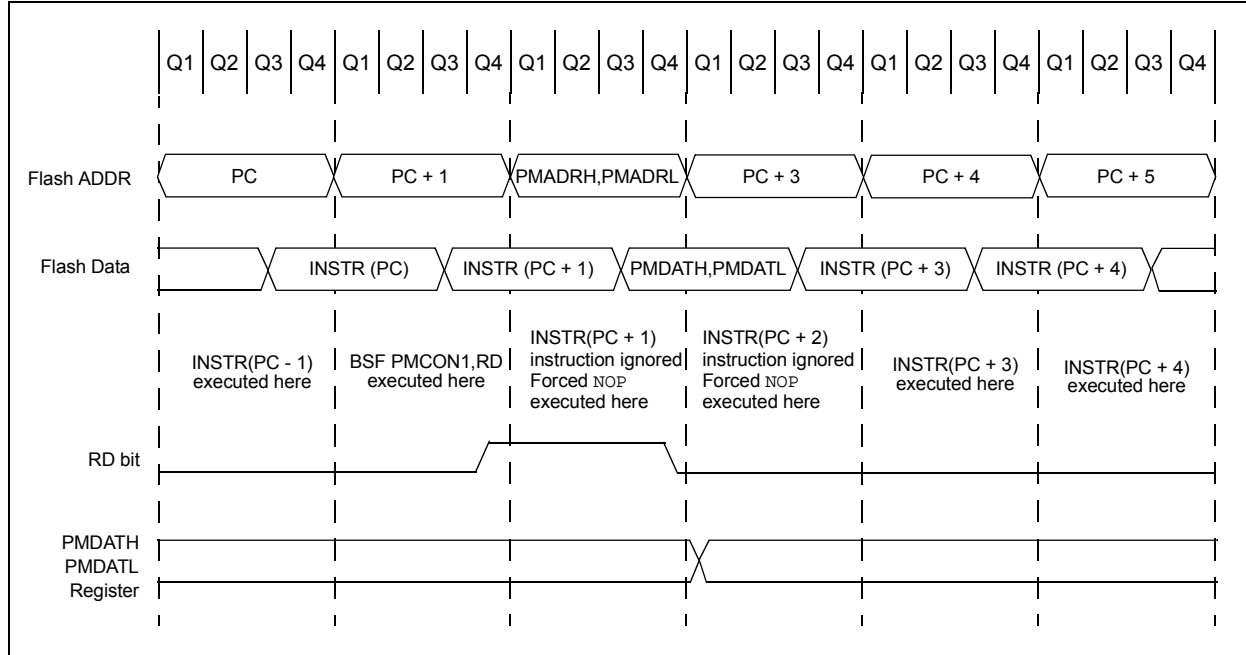 Q1 Q2 Q3 Q4 Q1 Q2 Q3 Q4 Q1 Q2 Q3 Q4 Q1 Q2 Q3 Q4 Q1 Q2 Q3 Q4 Q1 Q2 Q3 Q4
Flash ADDR PC PC + 1 PMADRH,PMADRL PC + 3 PC + 4 PC + 5
Flash Data INSTR (PC) INSTR (PC + 1) PMDATH,PMDATL INSTR (PC + 3) INSTR (PC + 4)
INSTR(PC - 1)
executed here
BSF PMCON1,RD
executed here
INSTR(PC + 1)
instruction ignored
Forced NOP
executed here
INSTR(PC + 2)
instruction ignored
Forced NOP
executed here
INSTR(PC + 3)
executed here
INSTR(PC + 4)
executed here
RD bit
PMDATH
PMDATL
Register